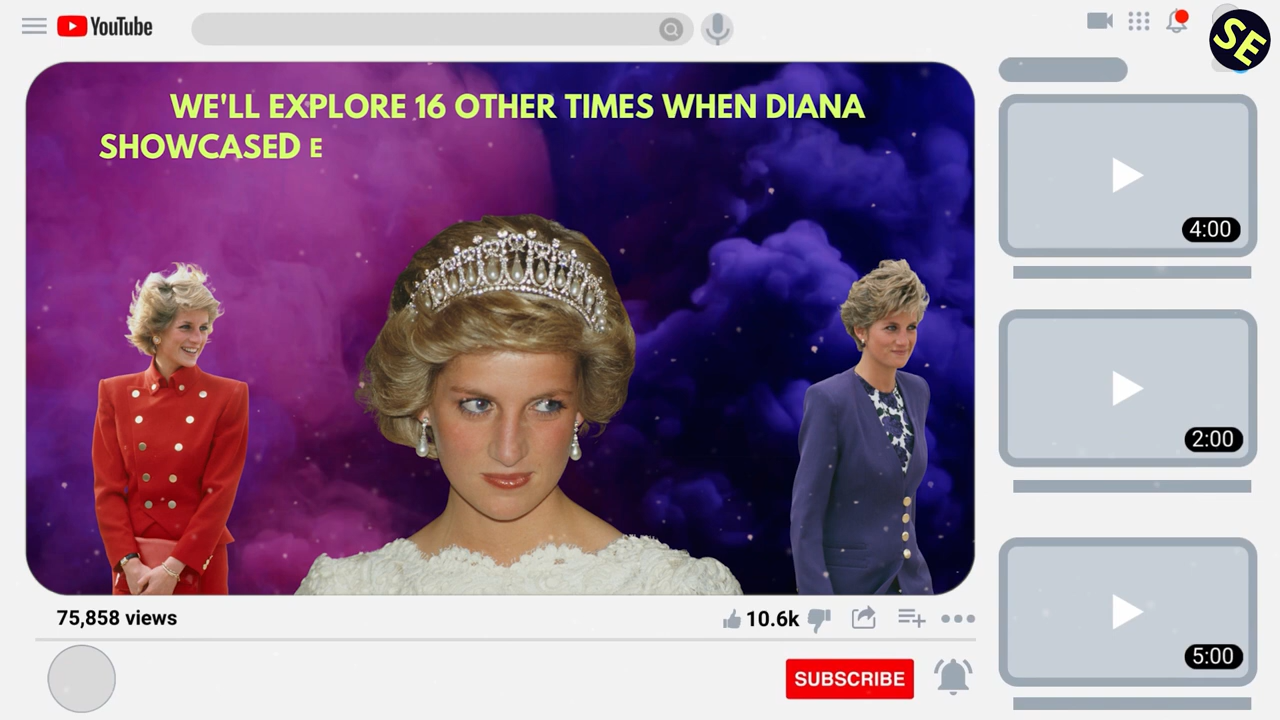 YouTube
SE
WE'LL EXPLORE 16 OTHER TIMES WHEN DIANA
SHOWCASED E
4:00
2:00
5:00
75,858 views
10.6k
SUBSCRIBE